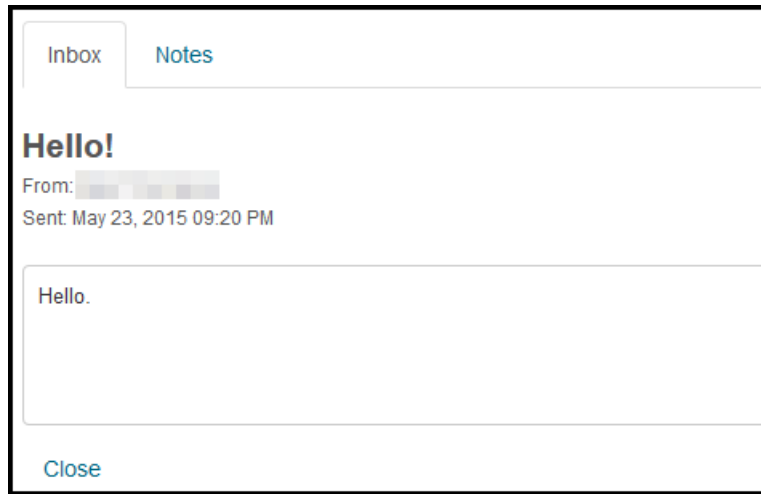 Inbox Notes
Hello!
From:
Sent: May 23, 2015 09:20 PM
Hello.
Close